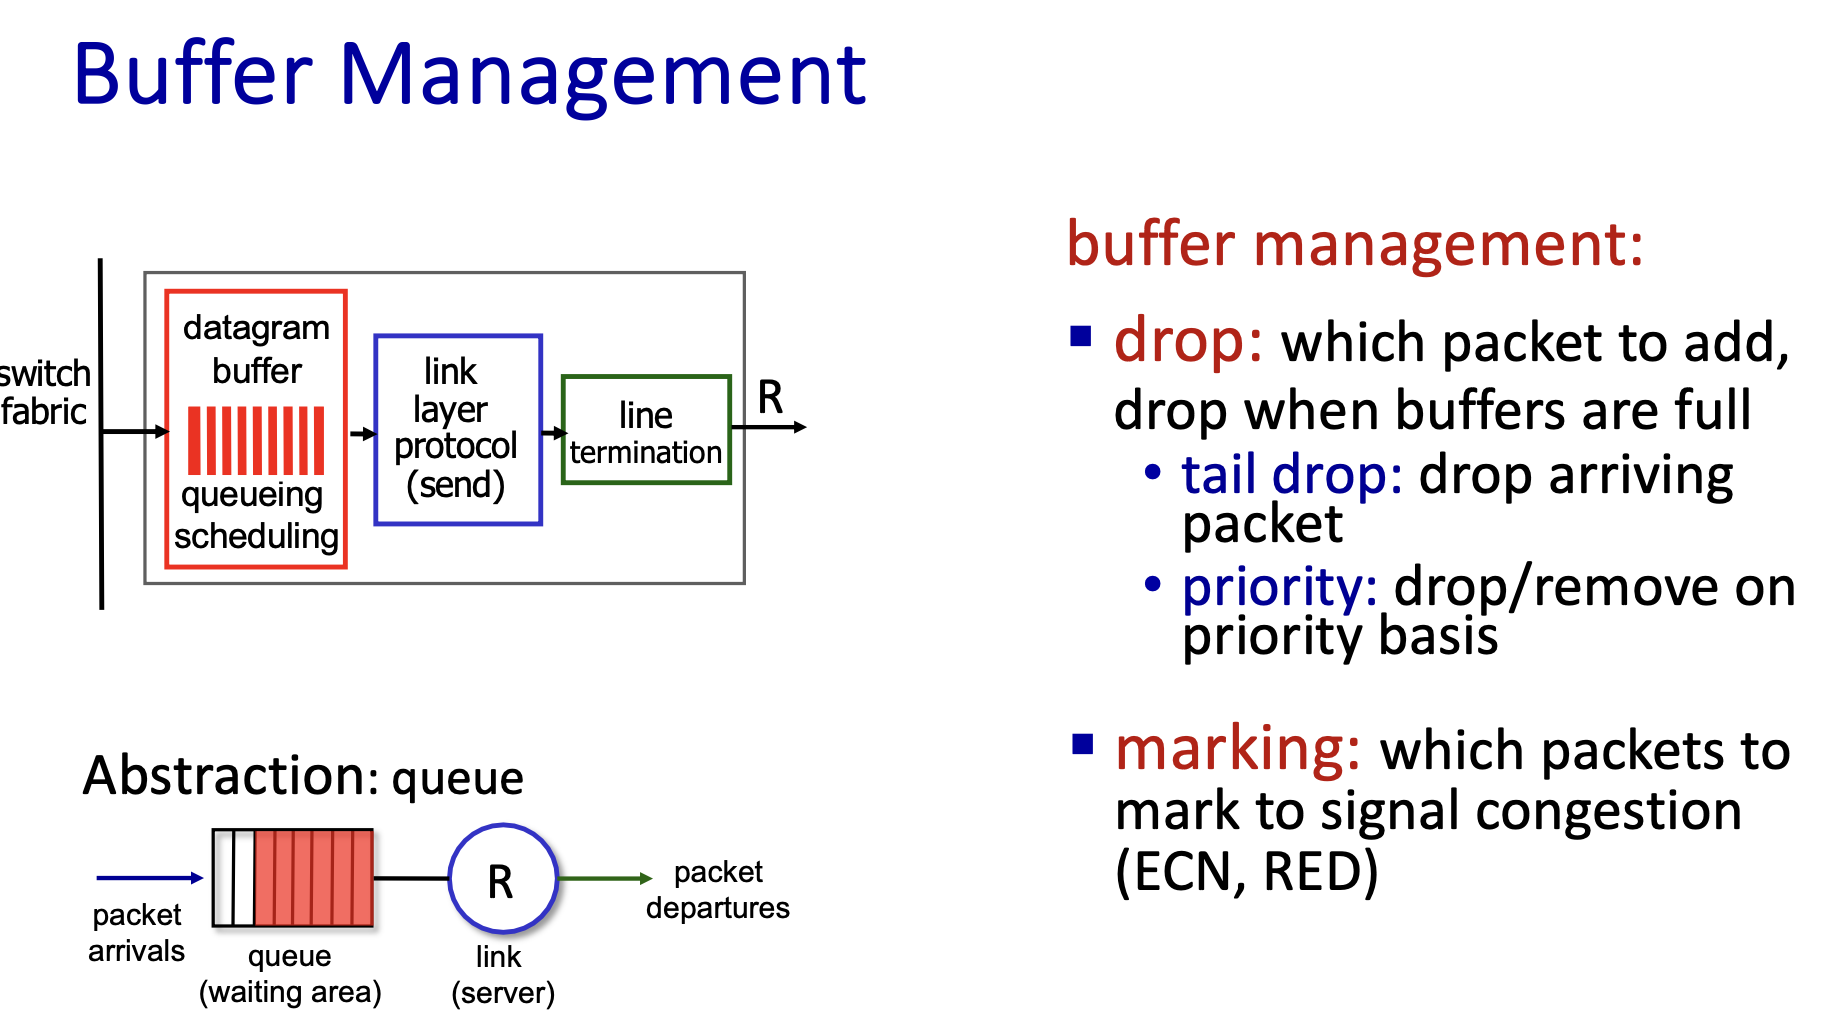 Buffer Management
switch
fabric
datagram
buffer
queueing
scheduling
link
layer
protocol
(send)
line
termination
R
Abstraction: queue
packet
arrivals
queue
(waiting area)
R
link
(server)
packet
departures
buffer management:
drop: which packet to add,
drop when buffers are full
tail drop: drop arriving
packet
priority: drop/remove on
priority basis
marking: which packets to
mark to signal congestion
(ECN, RED)